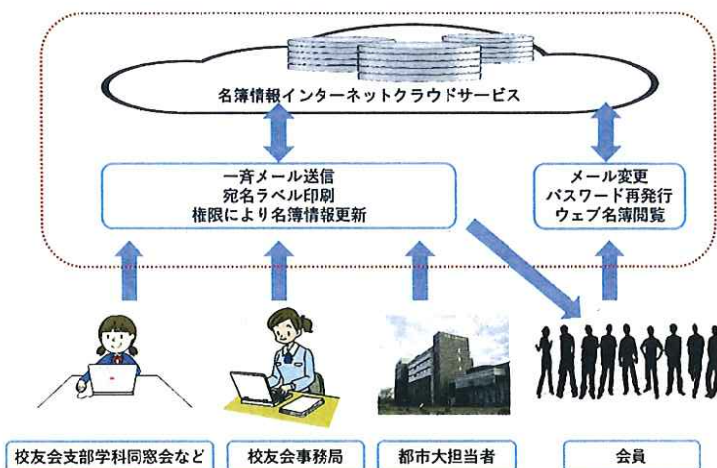 名簿情報インターネットクラウドサービス
一斉メール送信
宛名ラベル印刷
権限により名簿情報更新
メール変更
パスワード再発行
ウェブ名簿閲覧
校友会支部学科同窓会など
校友会事務局
都市大担当者
会員